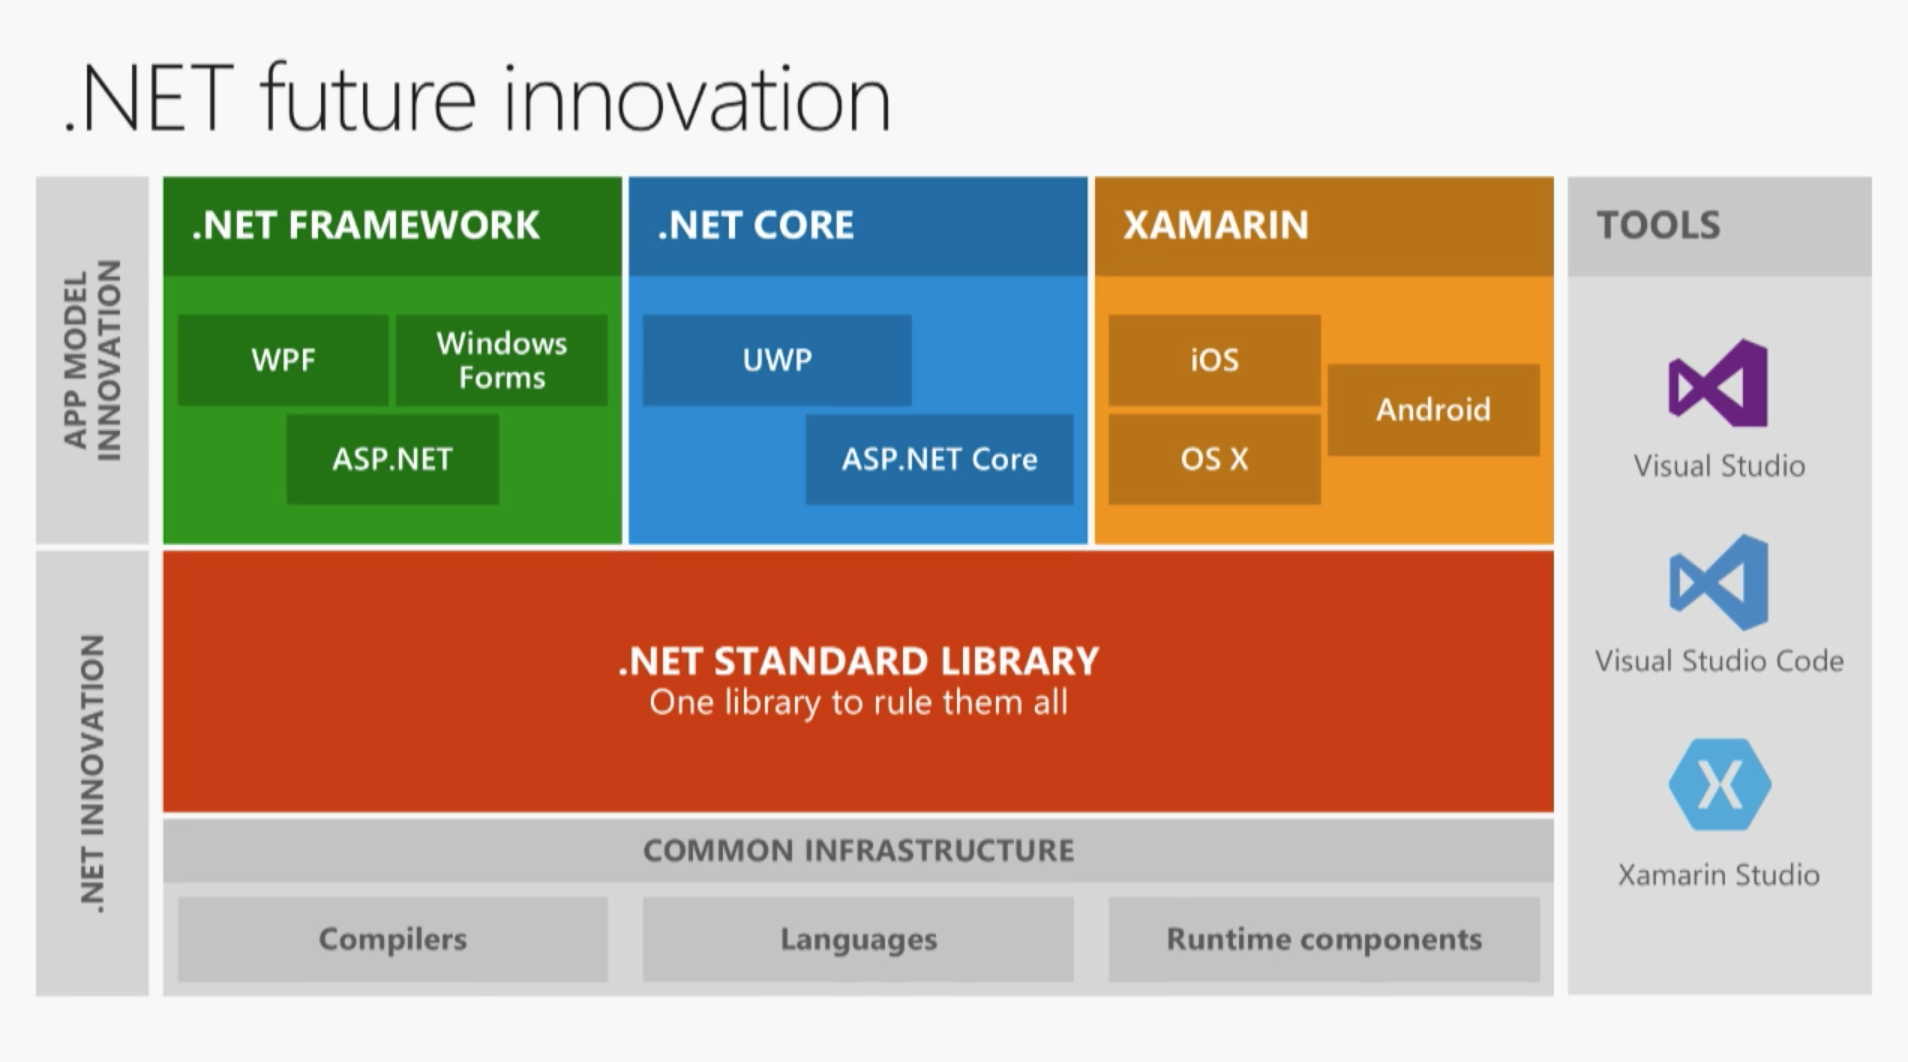 .NET future innovation
APP MODEL
INNOVATION
.NET FRAMEWORK
WPF
Windows
Forms
ASP.NET
.NET CORE
UWP
ASP.NET Core
XAMARIN
iOS
Android
OS X
TOOLS
Visual Studio
Visual Studio Code
Xamarin Studio
.NET INNOVATION
.NET STANDARD LIBRARY
One library to rule them all
COMMON INFRASTRUCTURE
Compilers
Languages
Runtime components